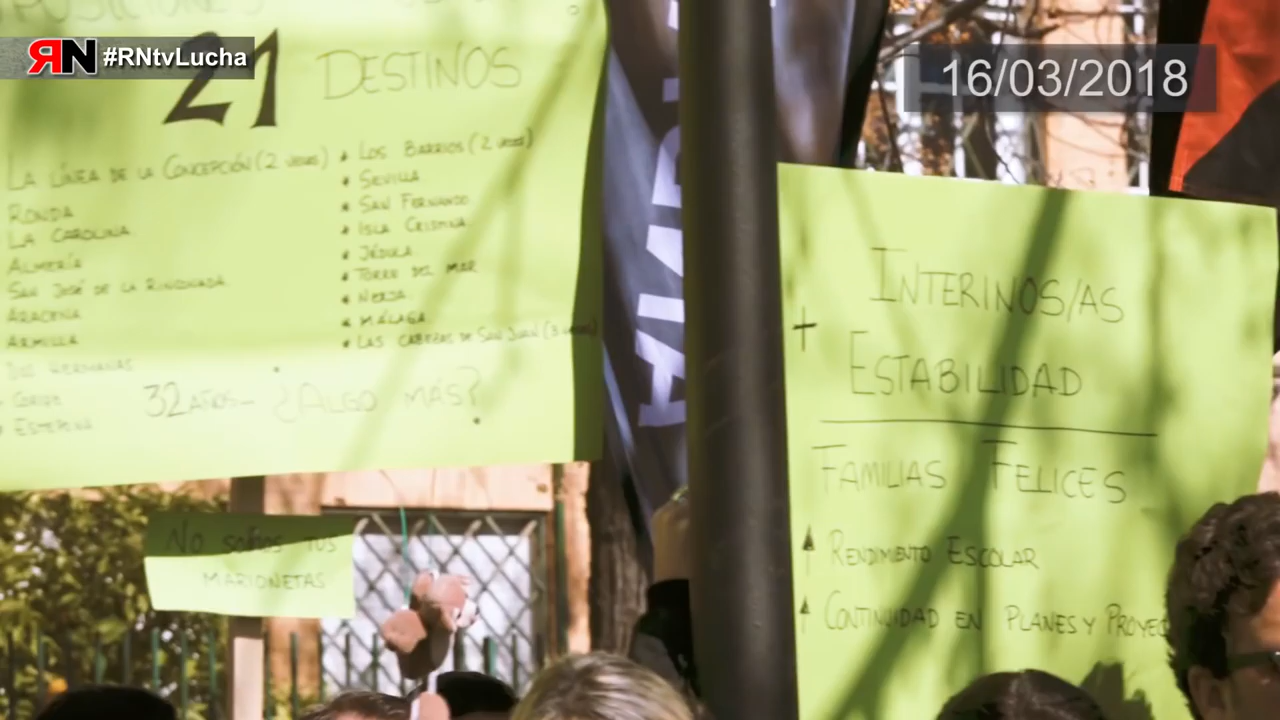 RN #RNtvLucha
16/03/2018
21 DESTINOS
LA LÍNEA DE LA CONCEPCIÓN (2 veces)
RONDA
LA CAROLINA
ALMERÍA
SAN JOSÉ DE LA RINCONADA
ARACENA
ARMILLA
DOS HERMANAS
ESTEPONA
LOS BARRIOS (2 veces)
SEVILLA
SAN FERNANDO
ISLA CRISTINA
JÉDULA
TORRE DEL MAR
NERJA
MÁLAGA
LAS CABEZAS DE SAN JUAN (3 veces)
32 AÑOS - ¿ALGO MÁS?
NO SOMOS TUS
MARIONETAS
INTERINOS/AS
+ ESTABILIDAD
FAMILIAS FELICES
RENDIMIENTO ESCOLAR
CONTINUIDAD EN PLANES Y PROYEC